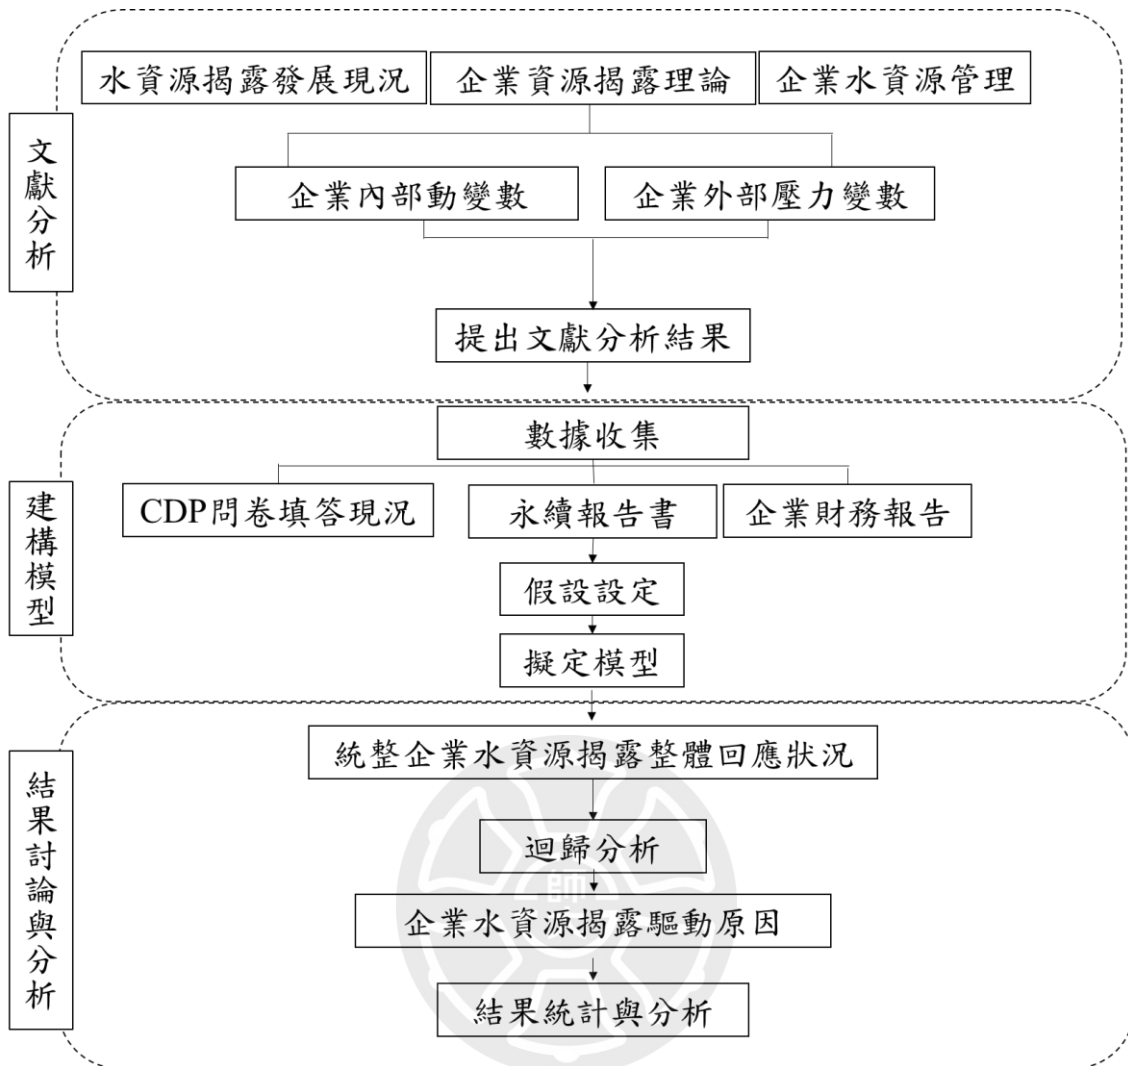 水資源揭露發展現況
企業資源揭露理論
企業水資源管理
文獻分析
企業內部動變數
企業外部壓力變數
提出文獻分析結果
數據收集
建構模型
CDP問卷填答現況
永續報告書
企業財務報告
假設設定
擬定模型
統整企業水資源揭露整體回應狀況
結果討論與分析
迴歸分析
師
企業水資源揭露驅動原因
結果統計與分析